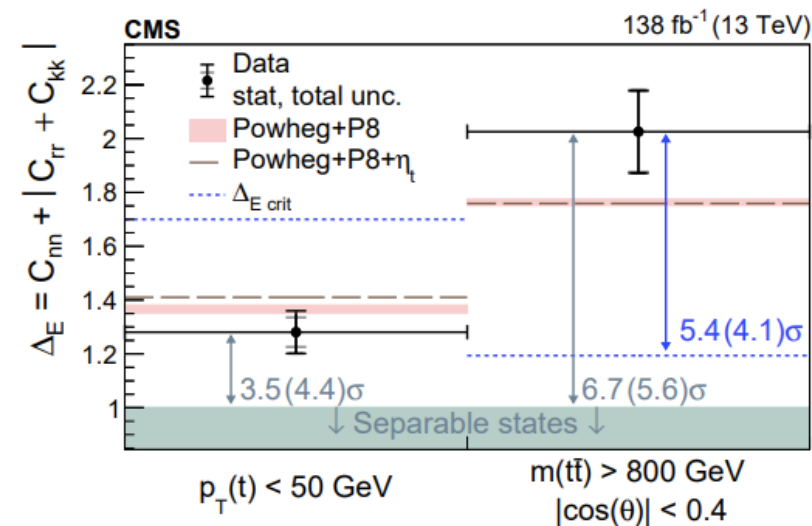 CMS
138 fb⁻¹ (13 TeV)
Δ_E = C_nn + | C_rr + C_kk |
2.2
2
1.8
1.6
1.4
1.2
1
Data
stat, total unc.
Powheg+P8
Powheg+P8+η_t
Δ_E crit
3.5(4.4)σ
6.7(5.6)σ
5.4(4.1)σ
↓ Separable states ↓
p_T(t) < 50 GeV
m(tt̄) > 800 GeV
|cos(θ)| < 0.4